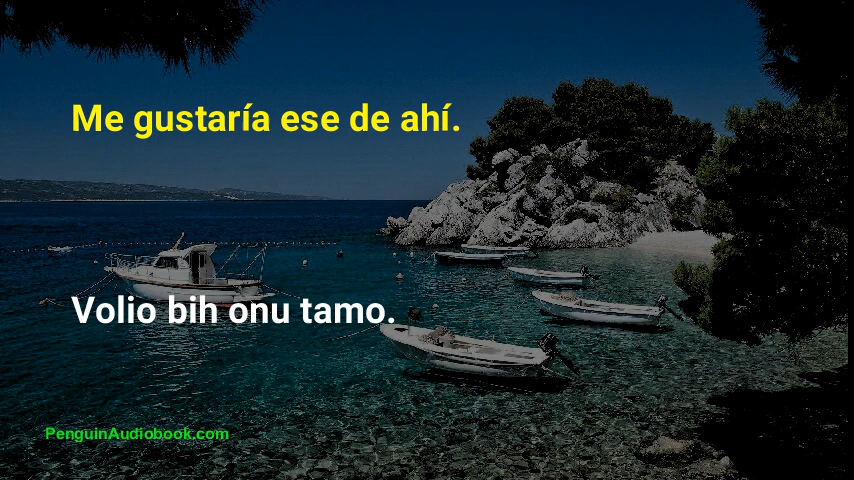 Me gustaría ese de ahí.
Volio bih onu tamo.
PenguinAudiobook.com